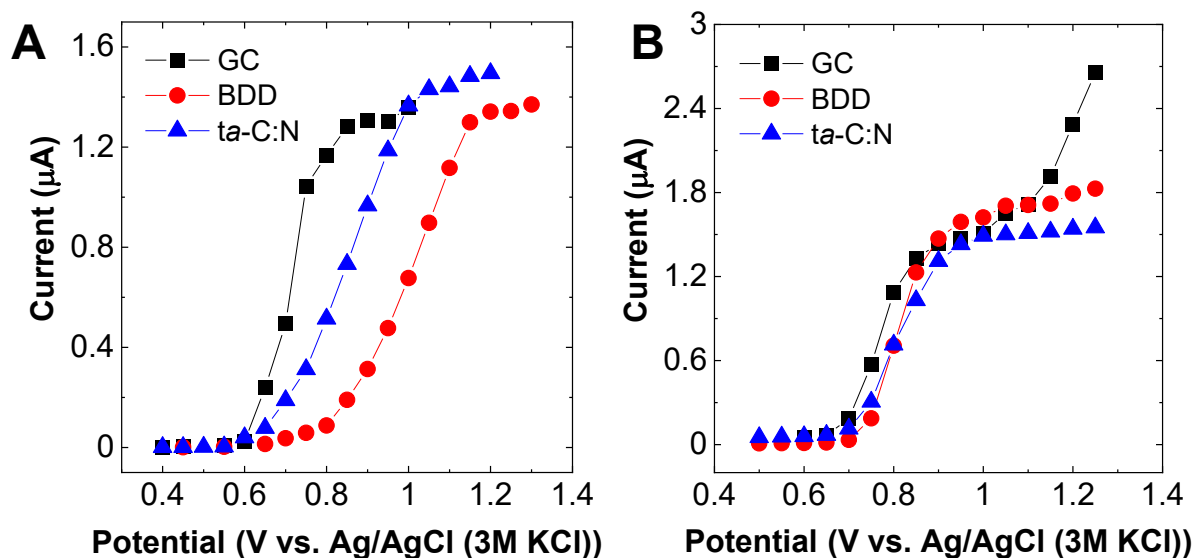 A
GC
BDD
ta-C:N
1.6
1.2
0.8
0.4
0
Current (μA)
0.4 0.6 0.8 1 1.2 1.4
Potential (V vs. Ag/AgCl (3M KCl))
B
GC
BDD
ta-C:N
3
2.4
1.8
1.2
0.6
0
Current (μA)
0.4 0.6 0.8 1 1.2 1.4
Potential (V vs. Ag/AgCl (3M KCl))